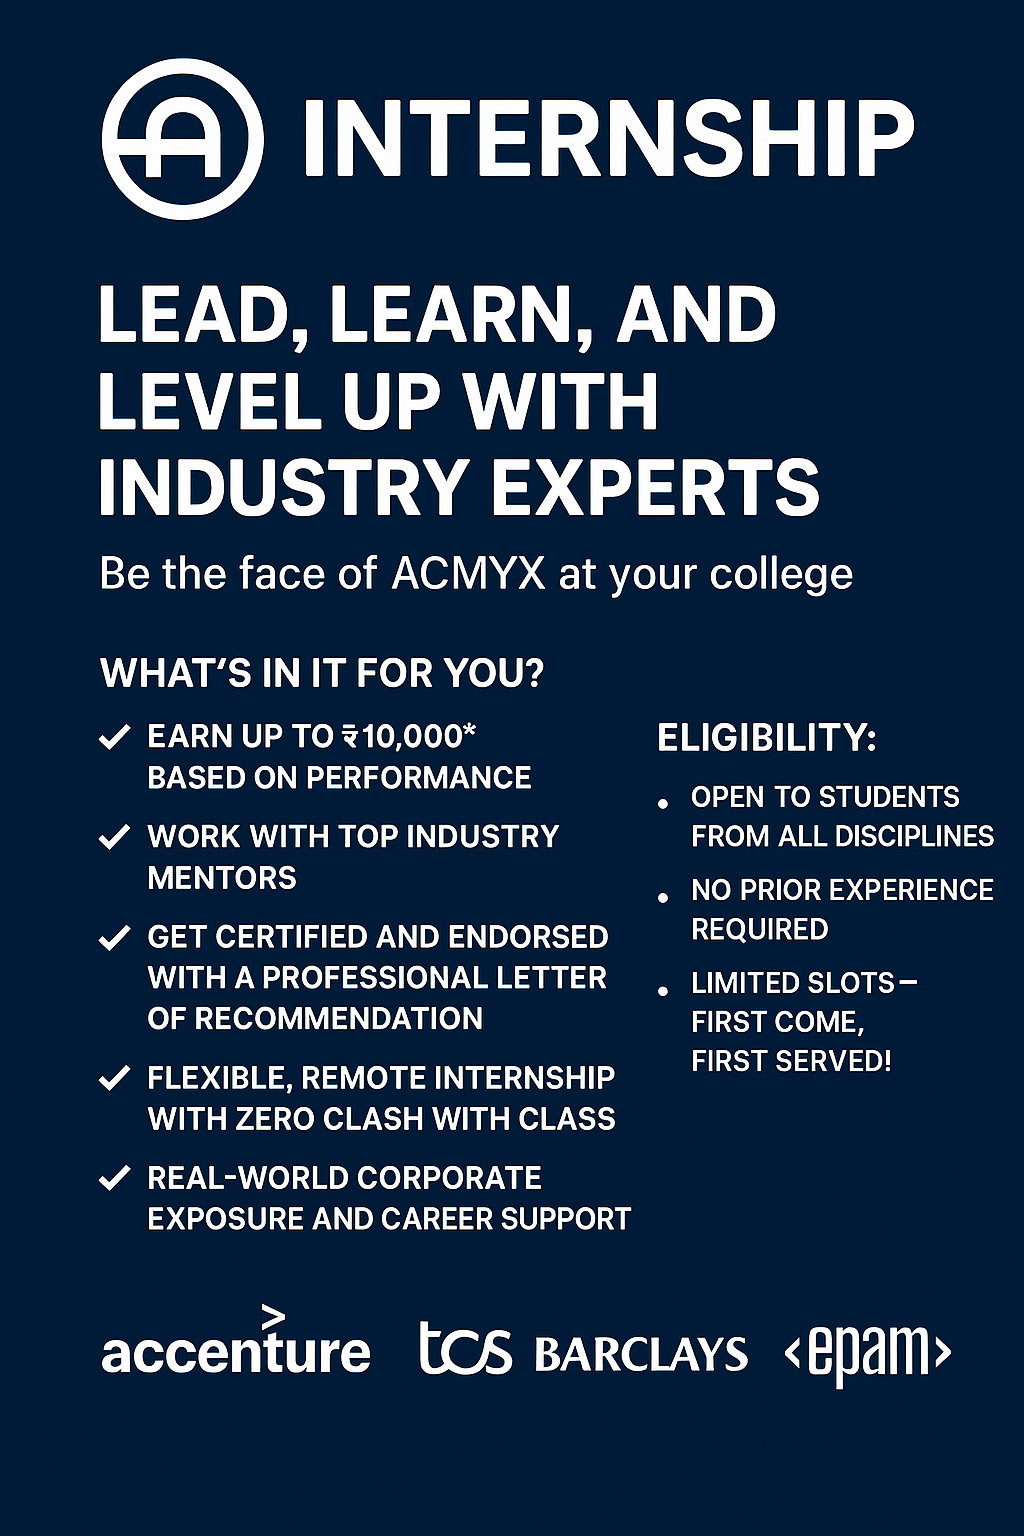 INTERNSHIP
LEAD, LEARN, AND
LEVEL UP WITH
INDUSTRY EXPERTS
Be the face of ACMYX at your college
WHAT'S IN IT FOR YOU?
✓ EARN UP TO ₹10,000*
BASED ON PERFORMANCE
✓ WORK WITH TOP INDUSTRY
MENTORS
✓ GET CERTIFIED AND ENDORSED
WITH A PROFESSIONAL LETTER
OF RECOMMENDATION
✓ FLEXIBLE, REMOTE INTERNSHIP
WITH ZERO CLASH WITH CLASS
✓ REAL-WORLD CORPORATE
EXPOSURE AND CAREER SUPPORT
ELIGIBILITY:
• OPEN TO STUDENTS
FROM ALL DISCIPLINES
• NO PRIOR EXPERIENCE
REQUIRED
• LIMITED SLOTS–
FIRST COME,
FIRST SERVED!
accenture tcs BARCLAYS <epam>